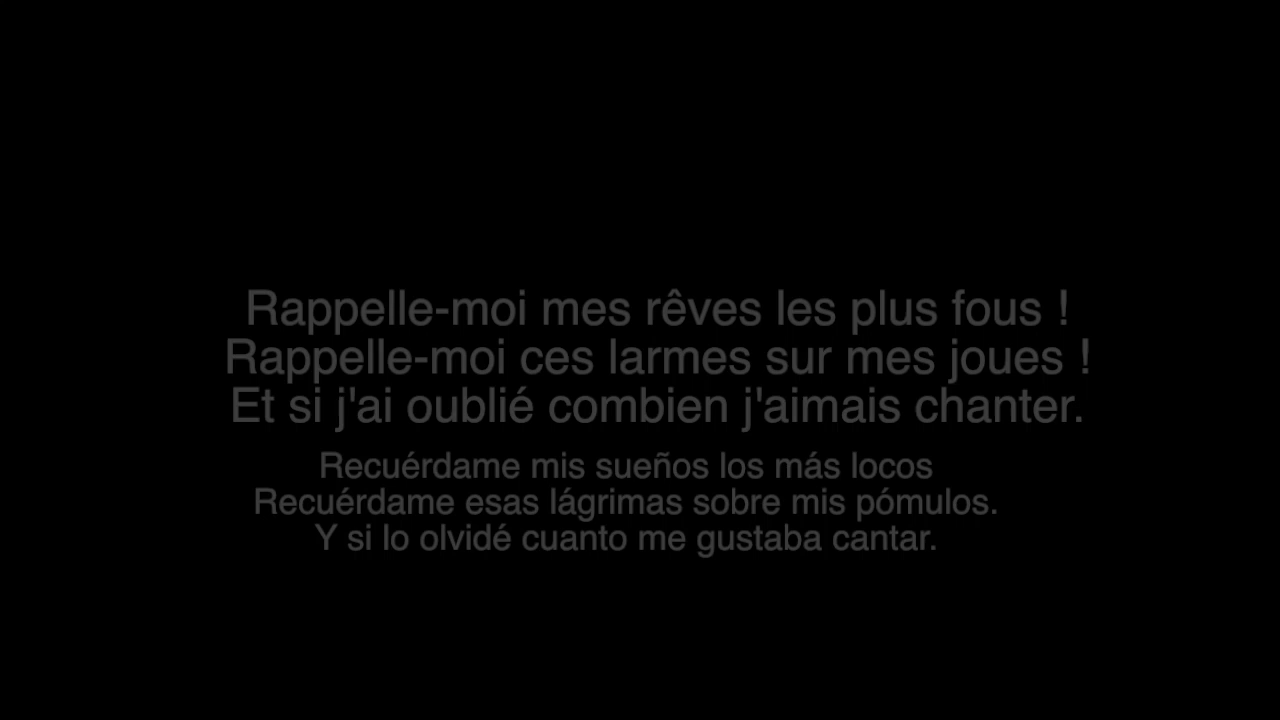 Rappelle-moi mes rêves les plus fous !
Rappelle-moi ces larmes sur mes joues !
Et si j'ai oublié combien j'aimais chanter.
Recuérdame mis sueños los más locos
Recuérdame esas lágrimas sobre mis pómulos.
Y si lo olvidé cuanto me gustaba cantar.